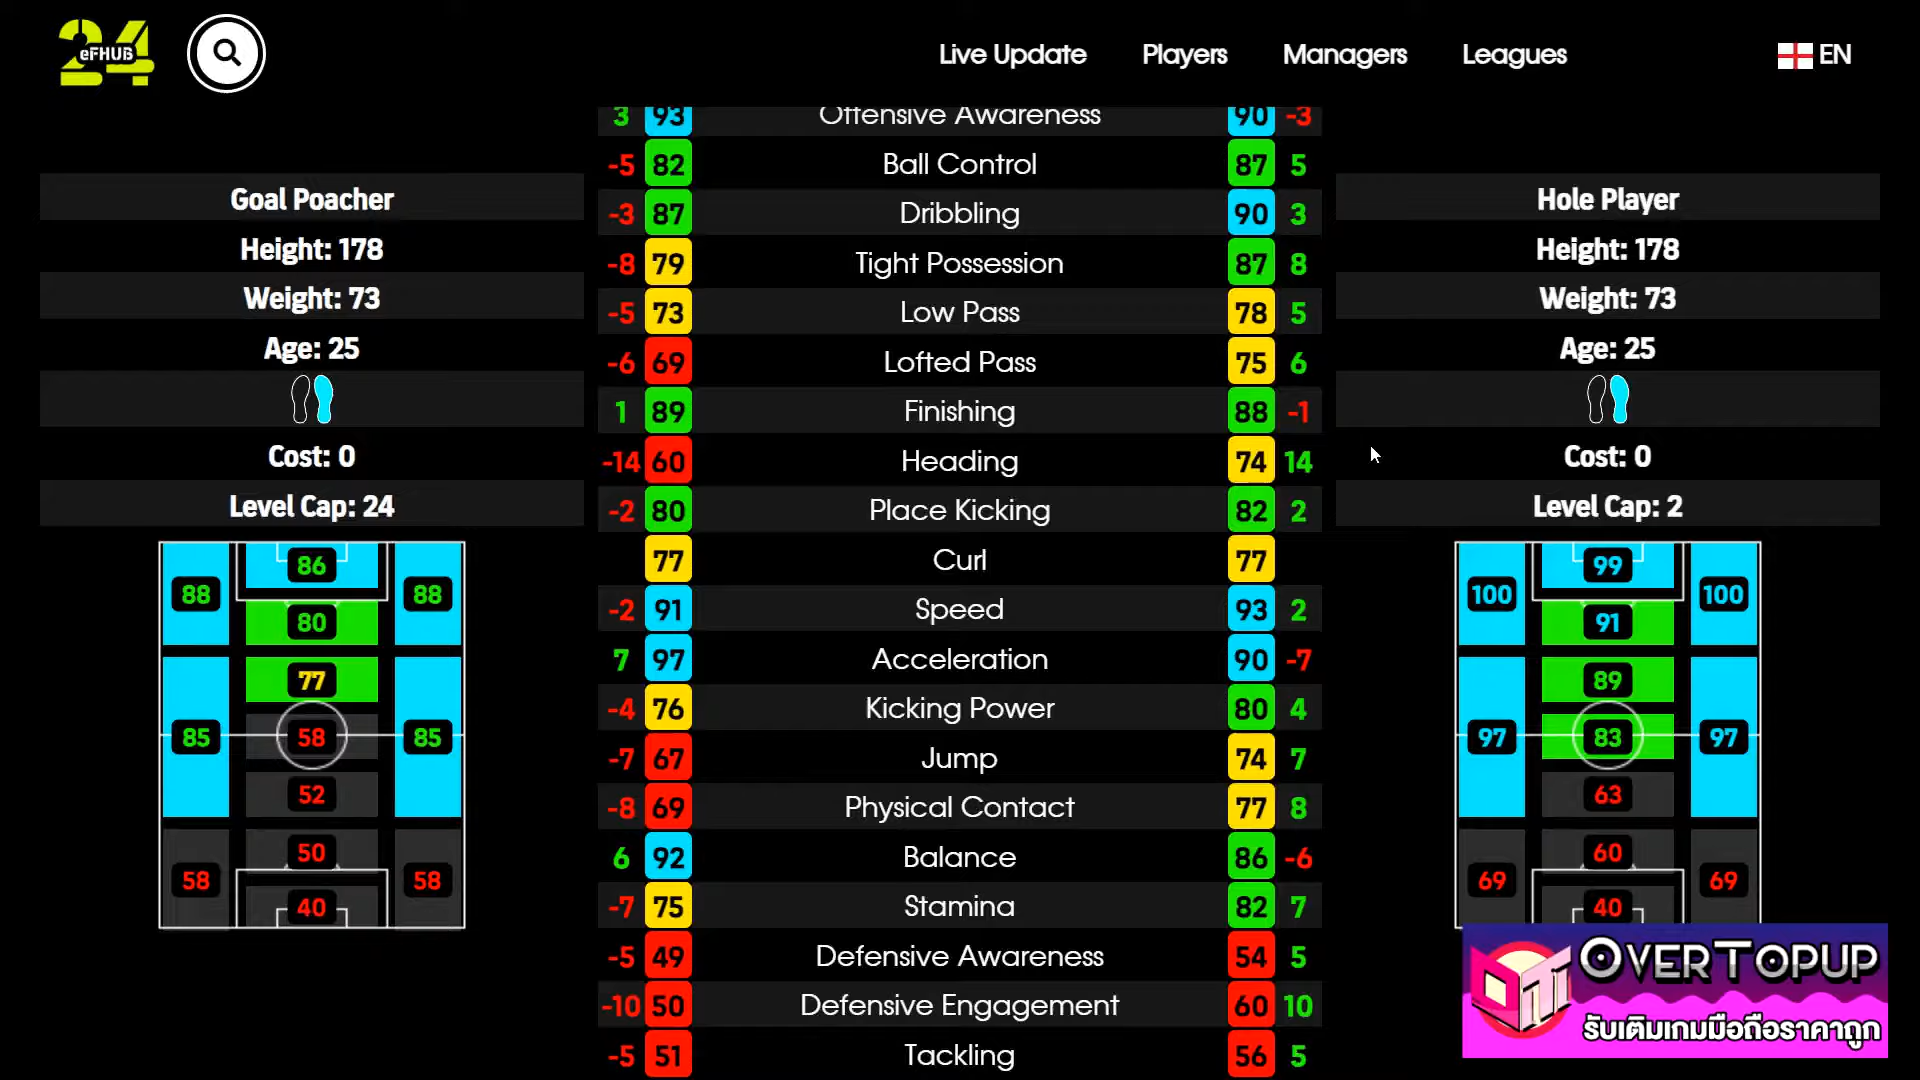 24 eFHUB
Live Update Players Managers Leagues EN
3 93 Offensive Awareness 90 -3
-5 82 Ball Control 87 5
-3 87 Dribbling 90 3
-8 79 Tight Possession 87 8
-5 73 Low Pass 78 5
-6 69 Lofted Pass 75 6
1 89 Finishing 88 -1
-14 60 Heading 74 14
-2 80 Place Kicking 82 2
77 Curl 77
-2 91 Speed 93 2
7 97 Acceleration 90 -7
-4 76 Kicking Power 80 4
-7 67 Jump 74 7
-8 69 Physical Contact 77 8
6 92 Balance 86 -6
-7 75 Stamina 82 7
-5 49 Defensive Awareness 54 5
-10 50 Defensive Engagement 60 10
-5 51 Tackling 56 5
Goal Poacher
Height: 178
Weight: 73
Age: 25
Cost: 0
Level Cap: 24
86
88 88
80
77
85 58 85
52
50
58 58
40
Hole Player
Height: 178
Weight: 73
Age: 25
Cost: 0
Level Cap: 2
99
100 100
91
89
97 83 97
63
60
69 69
40
OTI
OVERTOPUP
รับเติมเกมมือถือราคาถูก